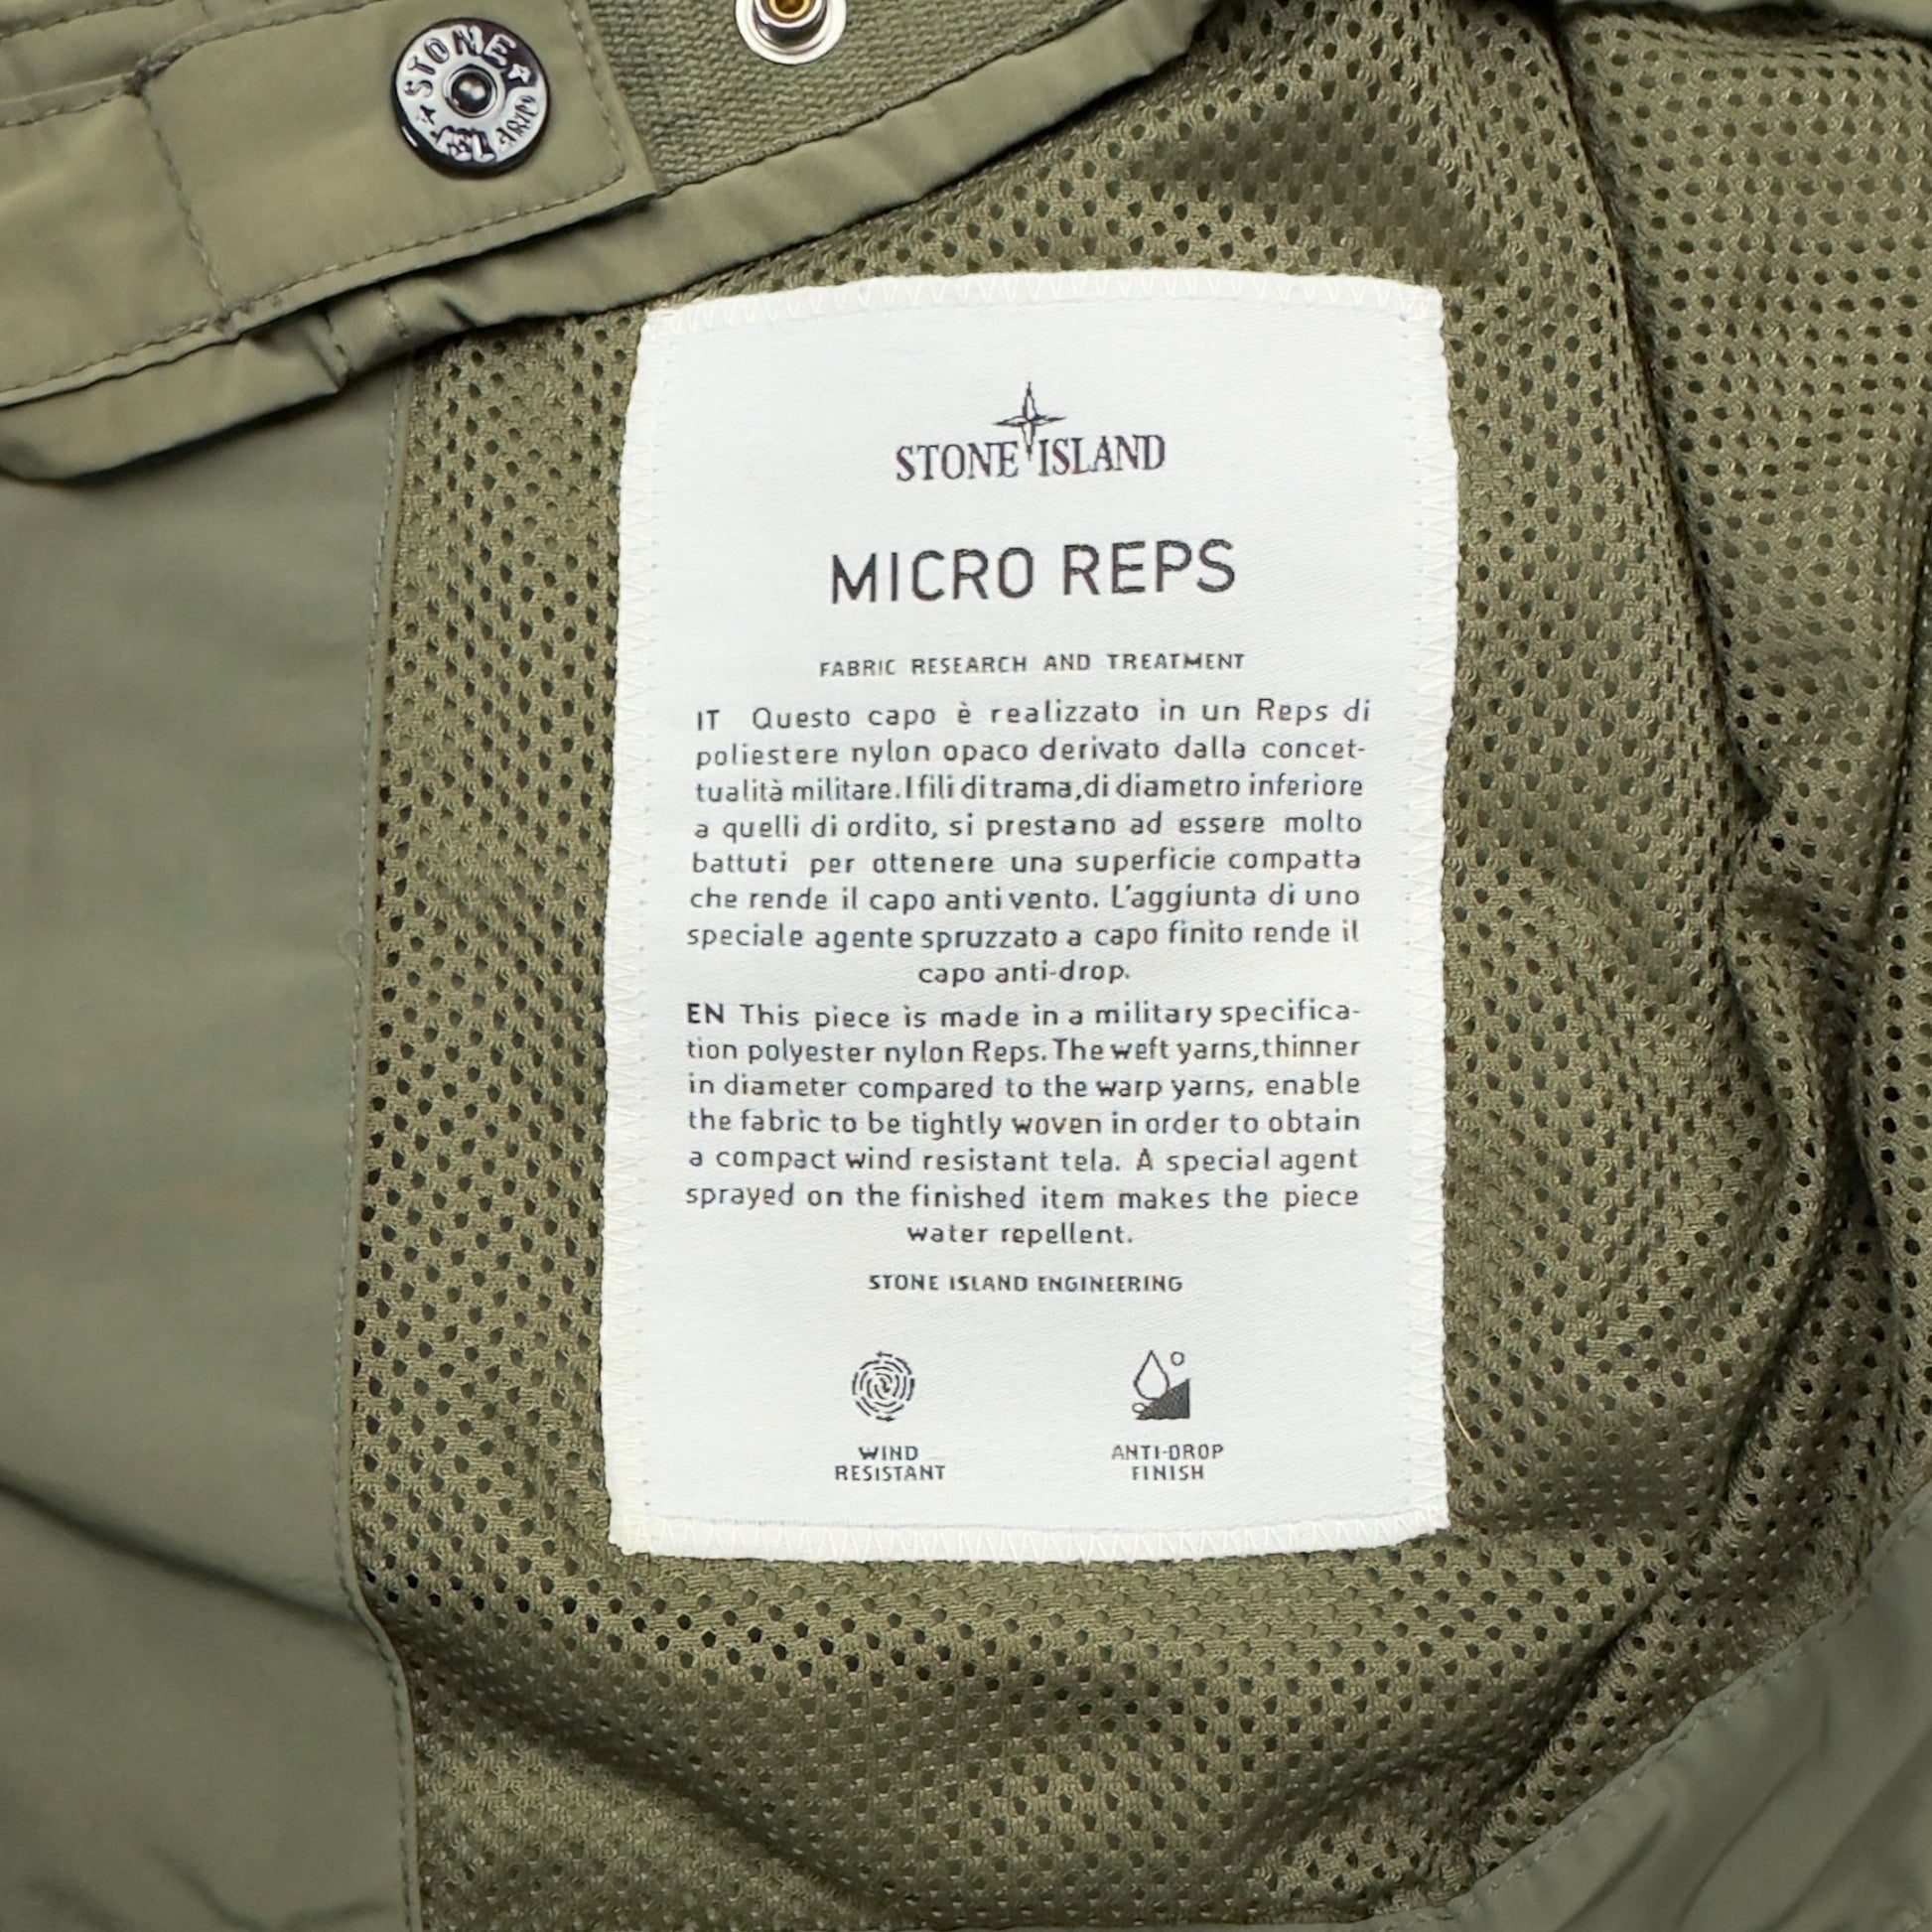 STONE
STONE ISLAND
MICRO REPS
FABRIC RESEARCH AND TREATMENT
IT Questo capo è realizzato in un Reps di
poliestere nylon opaco derivato dalla concet-
tualità militare. I fili di trama, di diametro inferiore
a quelli di ordito, si prestano ad essere molto
battuti per ottenere una superficie compatta
che rende il capo antivento. L'aggiunta di uno
speciale agente spruzzato a capo finito rende il
capo anti-drop.
EN This piece is made in a military specifica-
tion polyester nylon Reps. The weft yarns, thinner
in diameter compared to the warp yarns, enable
the fabric to be tightly woven in order to obtain
a compact wind resistant tela. A special agent
sprayed on the finished item makes the piece
water repellent.
STONE ISLAND ENGINEERING
WIND
RESISTANT
ANTI-DROP
FINISH